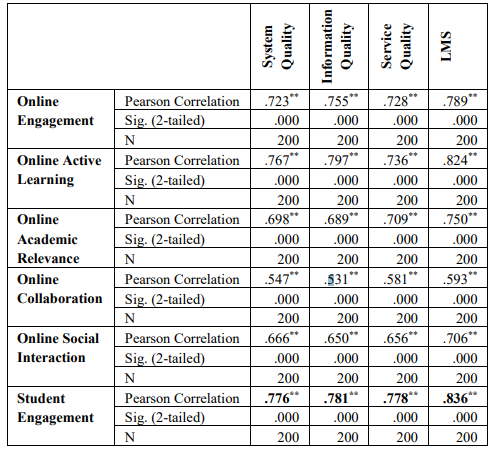 System Quality Information Quality Service Quality LMS
Online Engagement Pearson Correlation .723** .755** .728** .789**
Sig. (2-tailed) .000 .000 .000 .000
N 200 200 200 200
Online Active Learning Pearson Correlation .767** .797** .736** .824**
Sig. (2-tailed) .000 .000 .000 .000
N 200 200 200 200
Online Academic Relevance Pearson Correlation .698** .689** .709** .750**
Sig. (2-tailed) .000 .000 .000 .000
N 200 200 200 200
Online Collaboration Pearson Correlation .547** .531** .581** .593**
Sig. (2-tailed) .000 .000 .000 .000
N 200 200 200 200
Online Social Interaction Pearson Correlation .666** .650** .656** .706**
Sig. (2-tailed) .000 .000 .000 .000
N 200 200 200 200
Student Engagement Pearson Correlation .776** .781** .778** .836**
Sig. (2-tailed) .000 .000 .000 .000
N 200 200 200 200